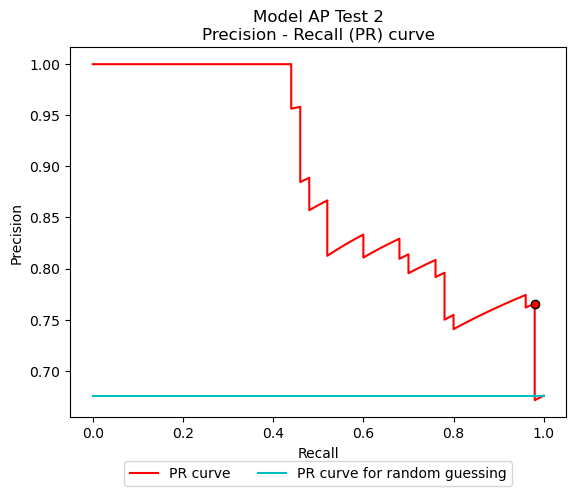 Model AP Test 2
Precision - Recall (PR) curve
1.00
0.95
0.90
0.85
0.80
0.75
0.70
Precision
0.0 0.2 0.4 0.6 0.8 1.0
Recall
PR curve PR curve for random guessing